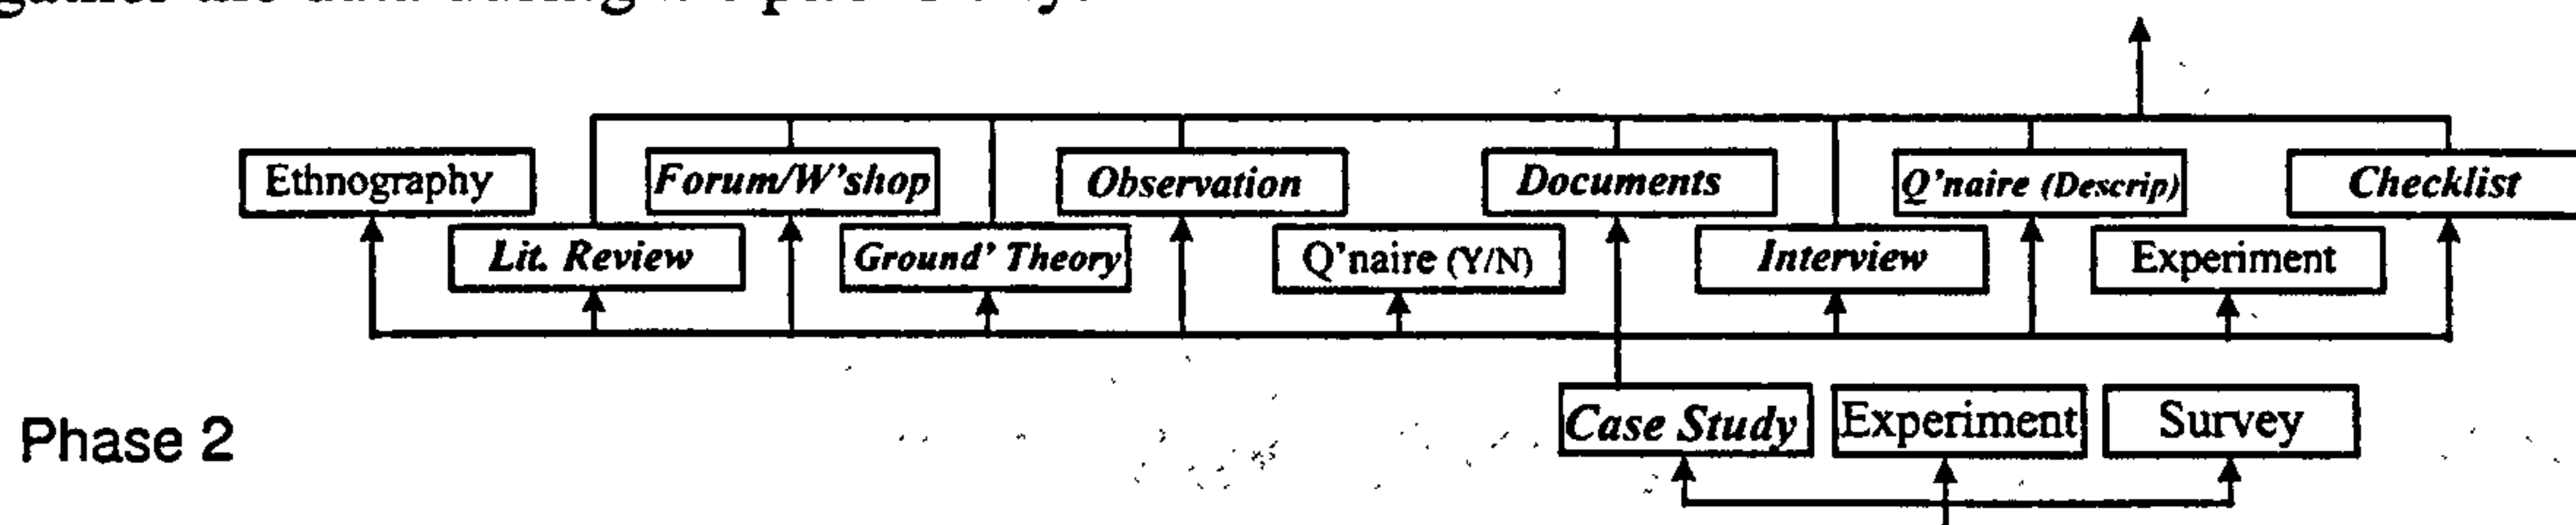 Ethnography
Forum/W'shop
Observation
Documents
Q'naire (Descrip)
Checklist
Lit. Review
Ground' Theory
Q'naire (Y/N)
Interview
Experiment
Phase 2
Case Study
Experiment
Survey